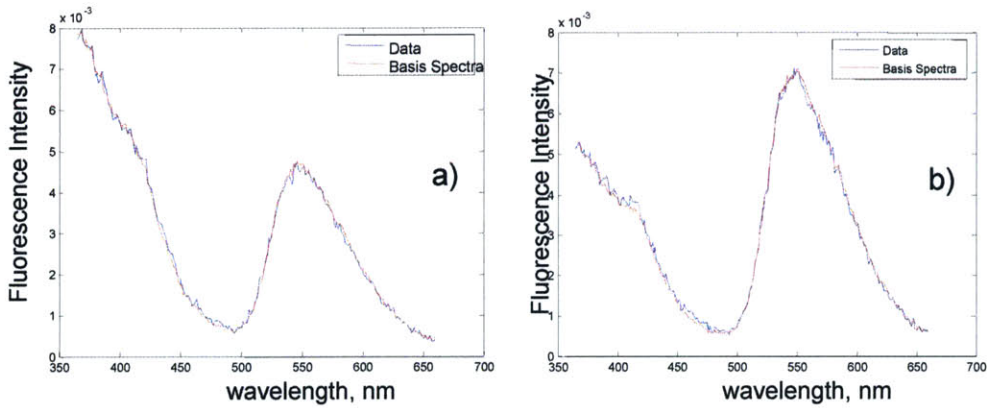 x 10⁻³
Fluorescence Intensity
8
7
6
5
4
3
2
1
0
350
400
450
500
550
600
650
700
wavelength, nm
Data
Basis Spectra
a)
x 10⁻³
Fluorescence Intensity
8
7
6
5
4
3
2
1
0
350
400
450
500
550
600
650
700
wavelength, nm
Data
Basis Spectra
b)